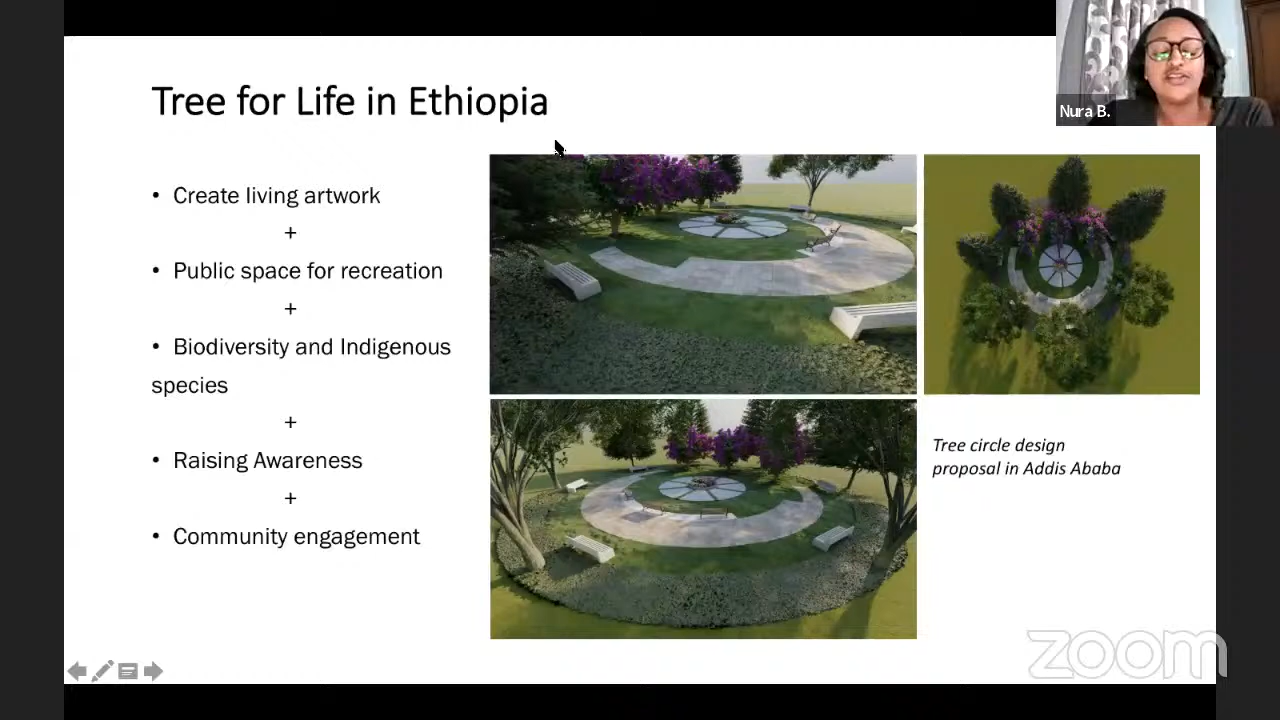 Nura B.
Tree for Life in Ethiopia
• Create living artwork
+
• Public space for recreation
+
• Biodiversity and Indigenous
species
+
• Raising Awareness
+
• Community engagement
Tree circle design
proposal in Addis Ababa
zoom